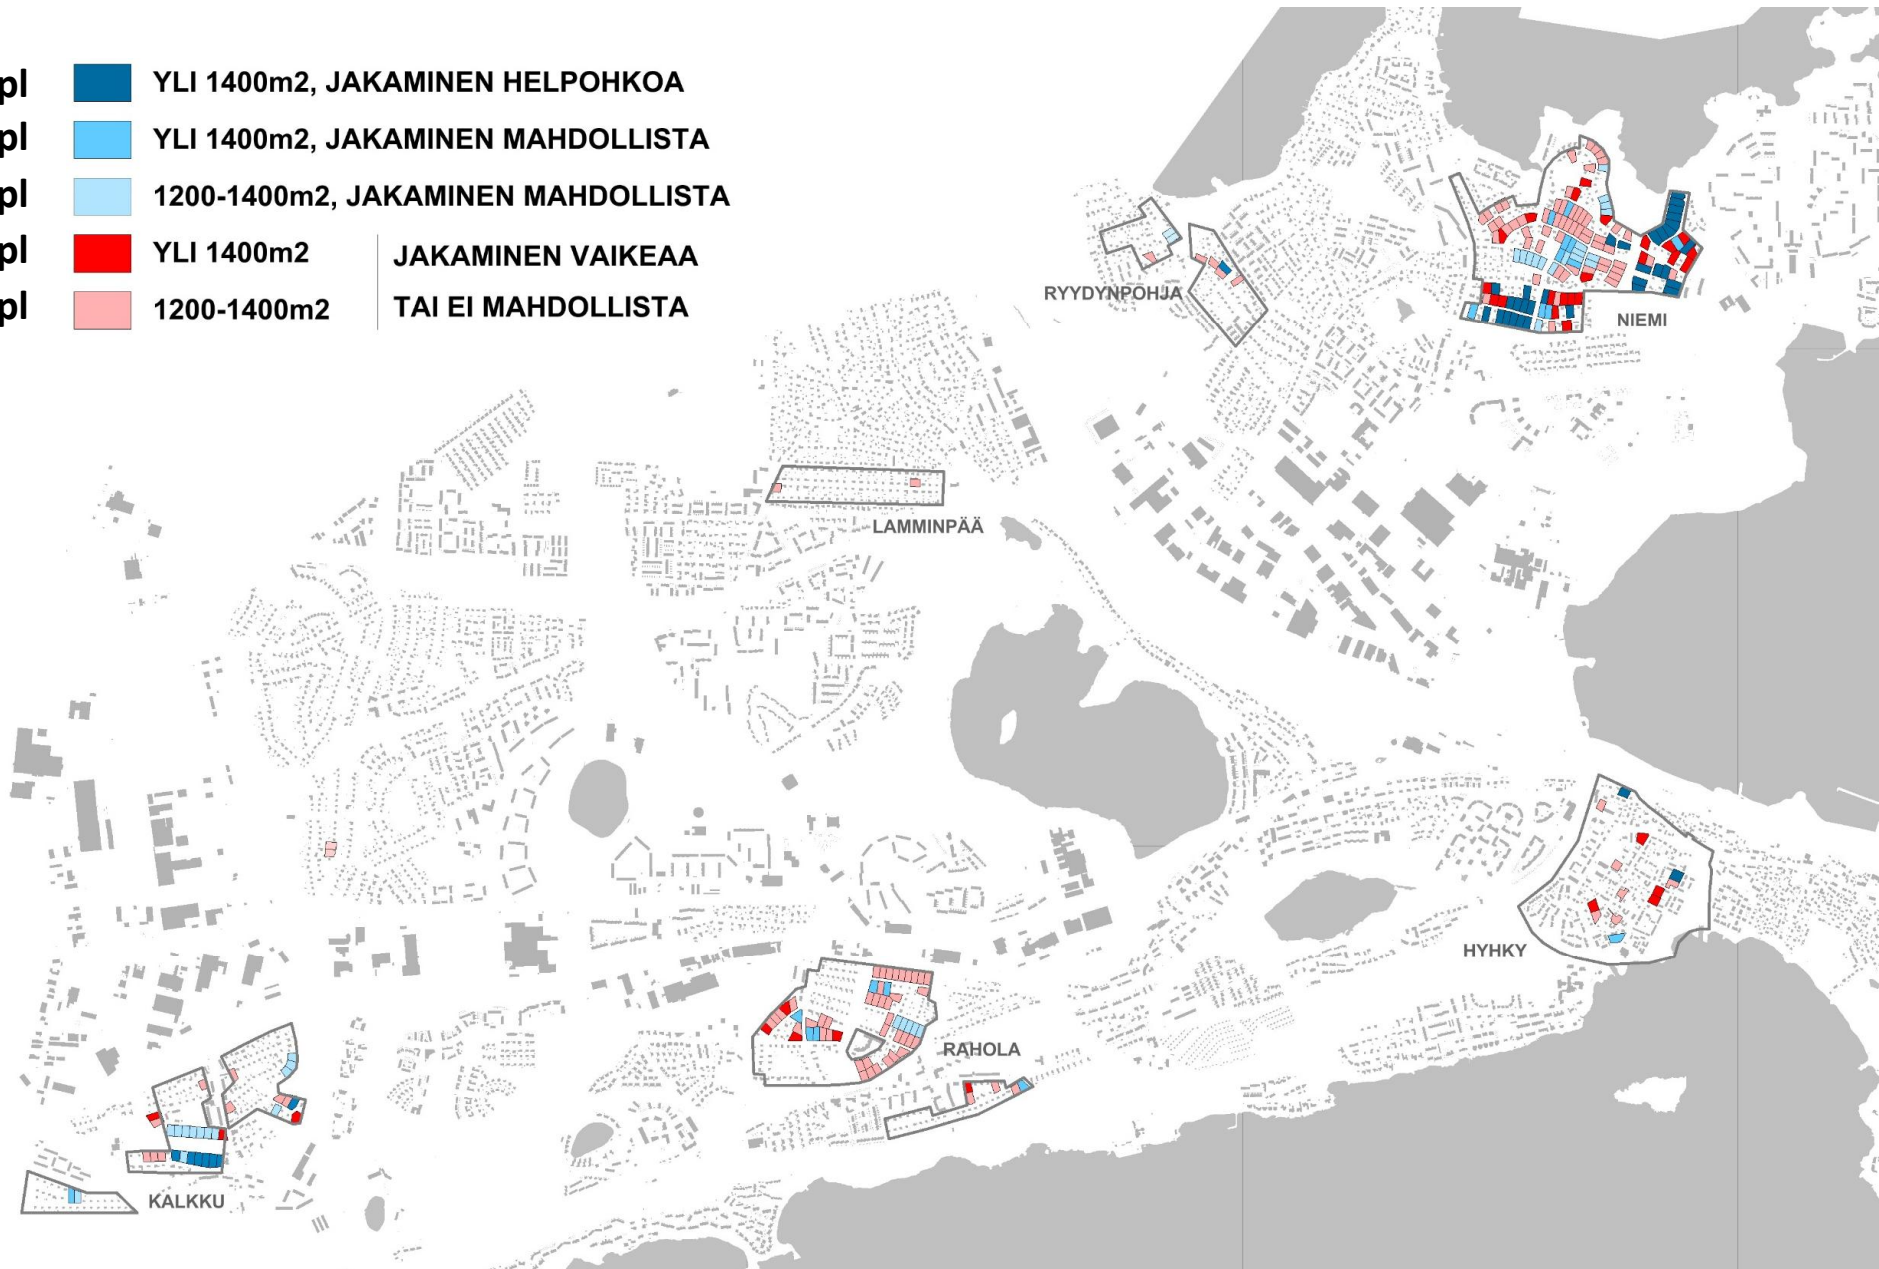 pl YLI 1400m2, JAKAMINEN HELPOHKOA
pl YLI 1400m2, JAKAMINEN MAHDOLLISTA
pl 1200-1400m2, JAKAMINEN MAHDOLLISTA
pl YLI 1400m2
JAKAMINEN VAIKEAA
pl 1200-1400m2
TAI EI MAHDOLLISTA
RYYDYNPOHJA
NIEMI
LAMMINPÄÄ
HYHKY
RAHOLA
KALKKU